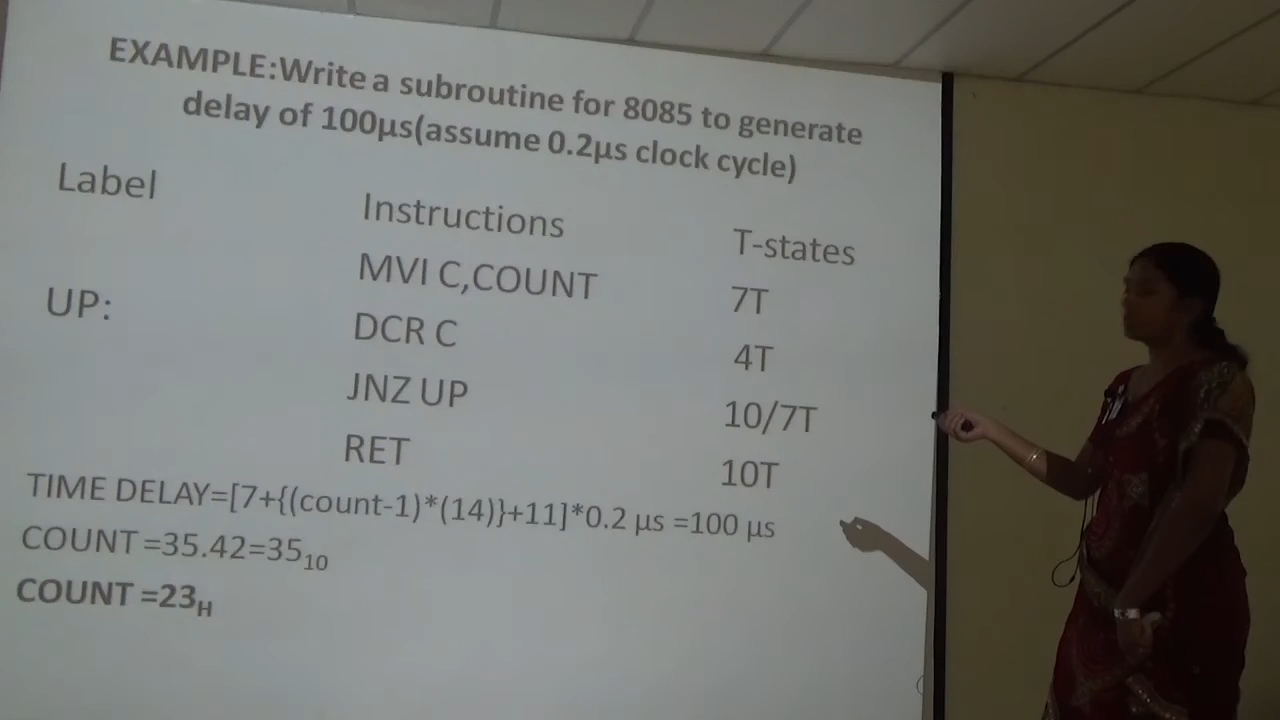 EXAMPLE:Write a subroutine for 8085 to generate
delay of 100µs(assume 0.2µs clock cycle)
Label Instructions T-states
MVI C,COUNT 7T
UP: DCR C 4T
JNZ UP 10/7T
RET 10T
TIME DELAY=[7+{(count-1)*(14)}+11]*0.2 µs =100 µs
COUNT =35.42=35₁₀
COUNT =23H